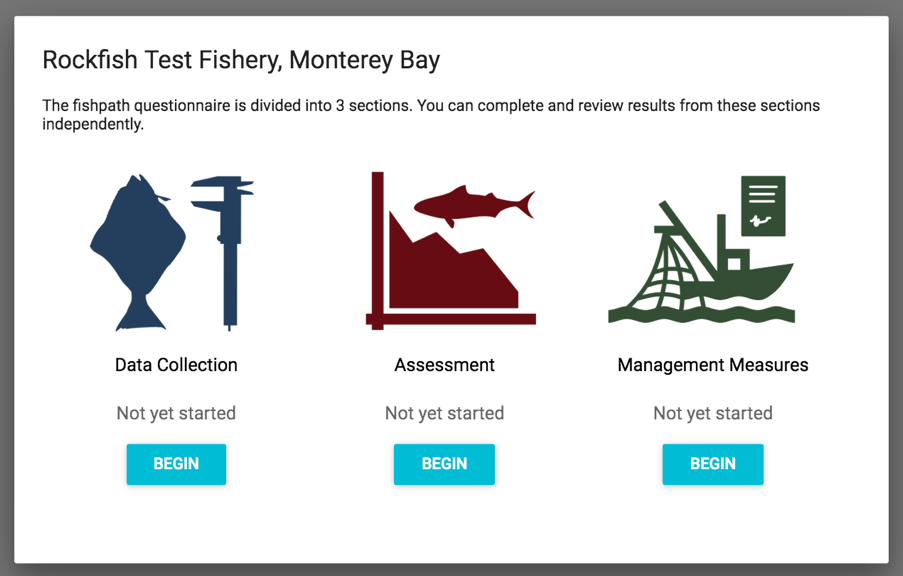 Rockfish Test Fishery, Monterey Bay
The fishpath questionnaire is divided into 3 sections. You can complete and review results from these sections
independently.
Data Collection
Assessment
Management Measures
Not yet started
Not yet started
Not yet started
BEGIN
BEGIN
BEGIN